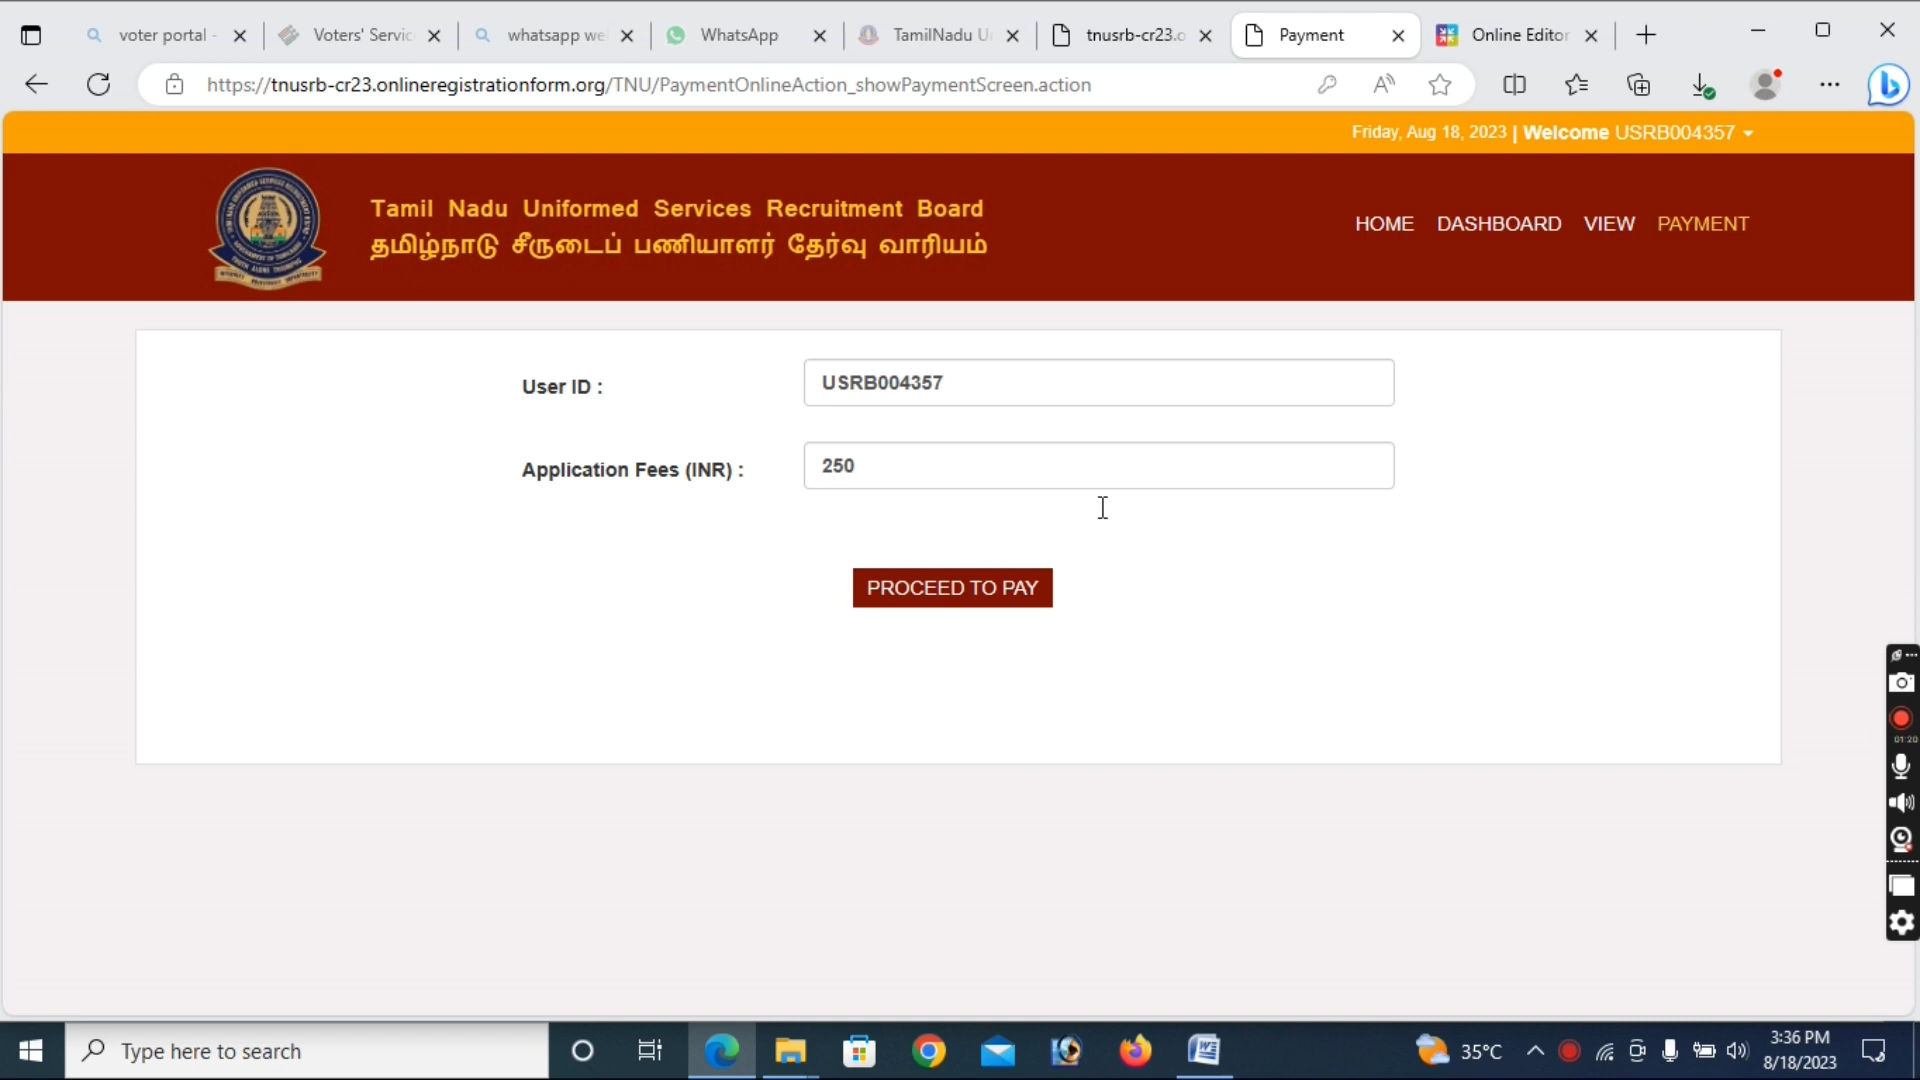 voter portal -
Voters' Servic
whatsapp we
WhatsApp
TamilNadu U
tnusrb-cr23.o
Payment
Online Editor
https://tnusrb-cr23.onlineregistrationform.org/TNU/PaymentOnlineAction_showPaymentScreen.action
Friday, Aug 18, 2023 | Welcome USRB004357
Tamil Nadu Uniformed Services Recruitment Board
தமிழ்நாடு சீருடைப் பணியாளர் தேர்வு வாரியம்
HOME DASHBOARD VIEW PAYMENT
User ID :
USRB004357
Application Fees (INR) :
250
PROCEED TO PAY
01:20
Type here to search
35°C
3:36 PM
8/18/2023